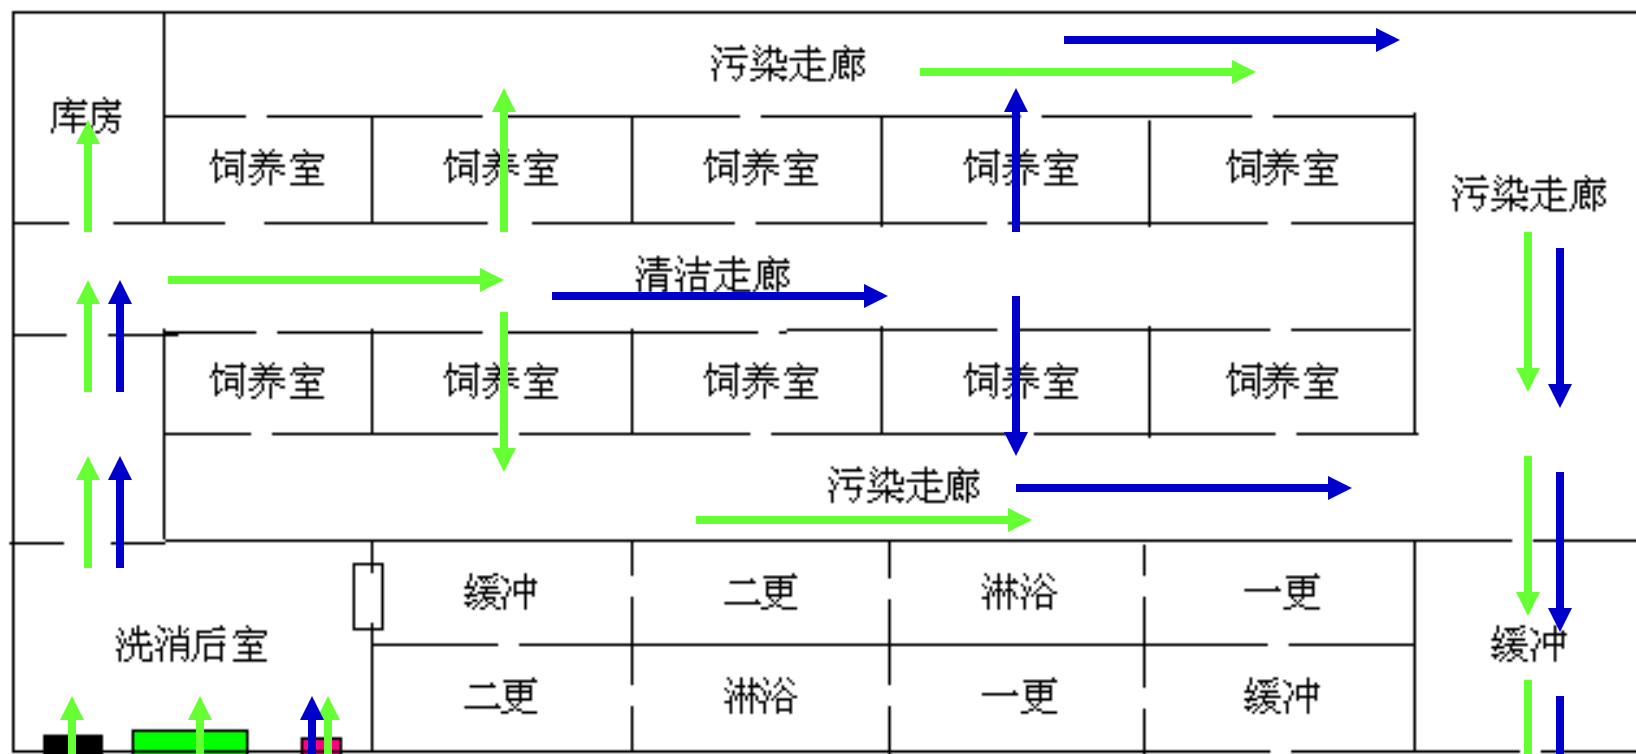 污染走廊
库房
饲养室 饲养室 饲养室 饲养室 饲养室
污染走廊
清洁走廊
饲养室 饲养室 饲养室 饲养室 饲养室
污染走廊
缓冲 二更 淋浴 一更
洗消后室 缓冲
二更 淋浴 一更 缓冲